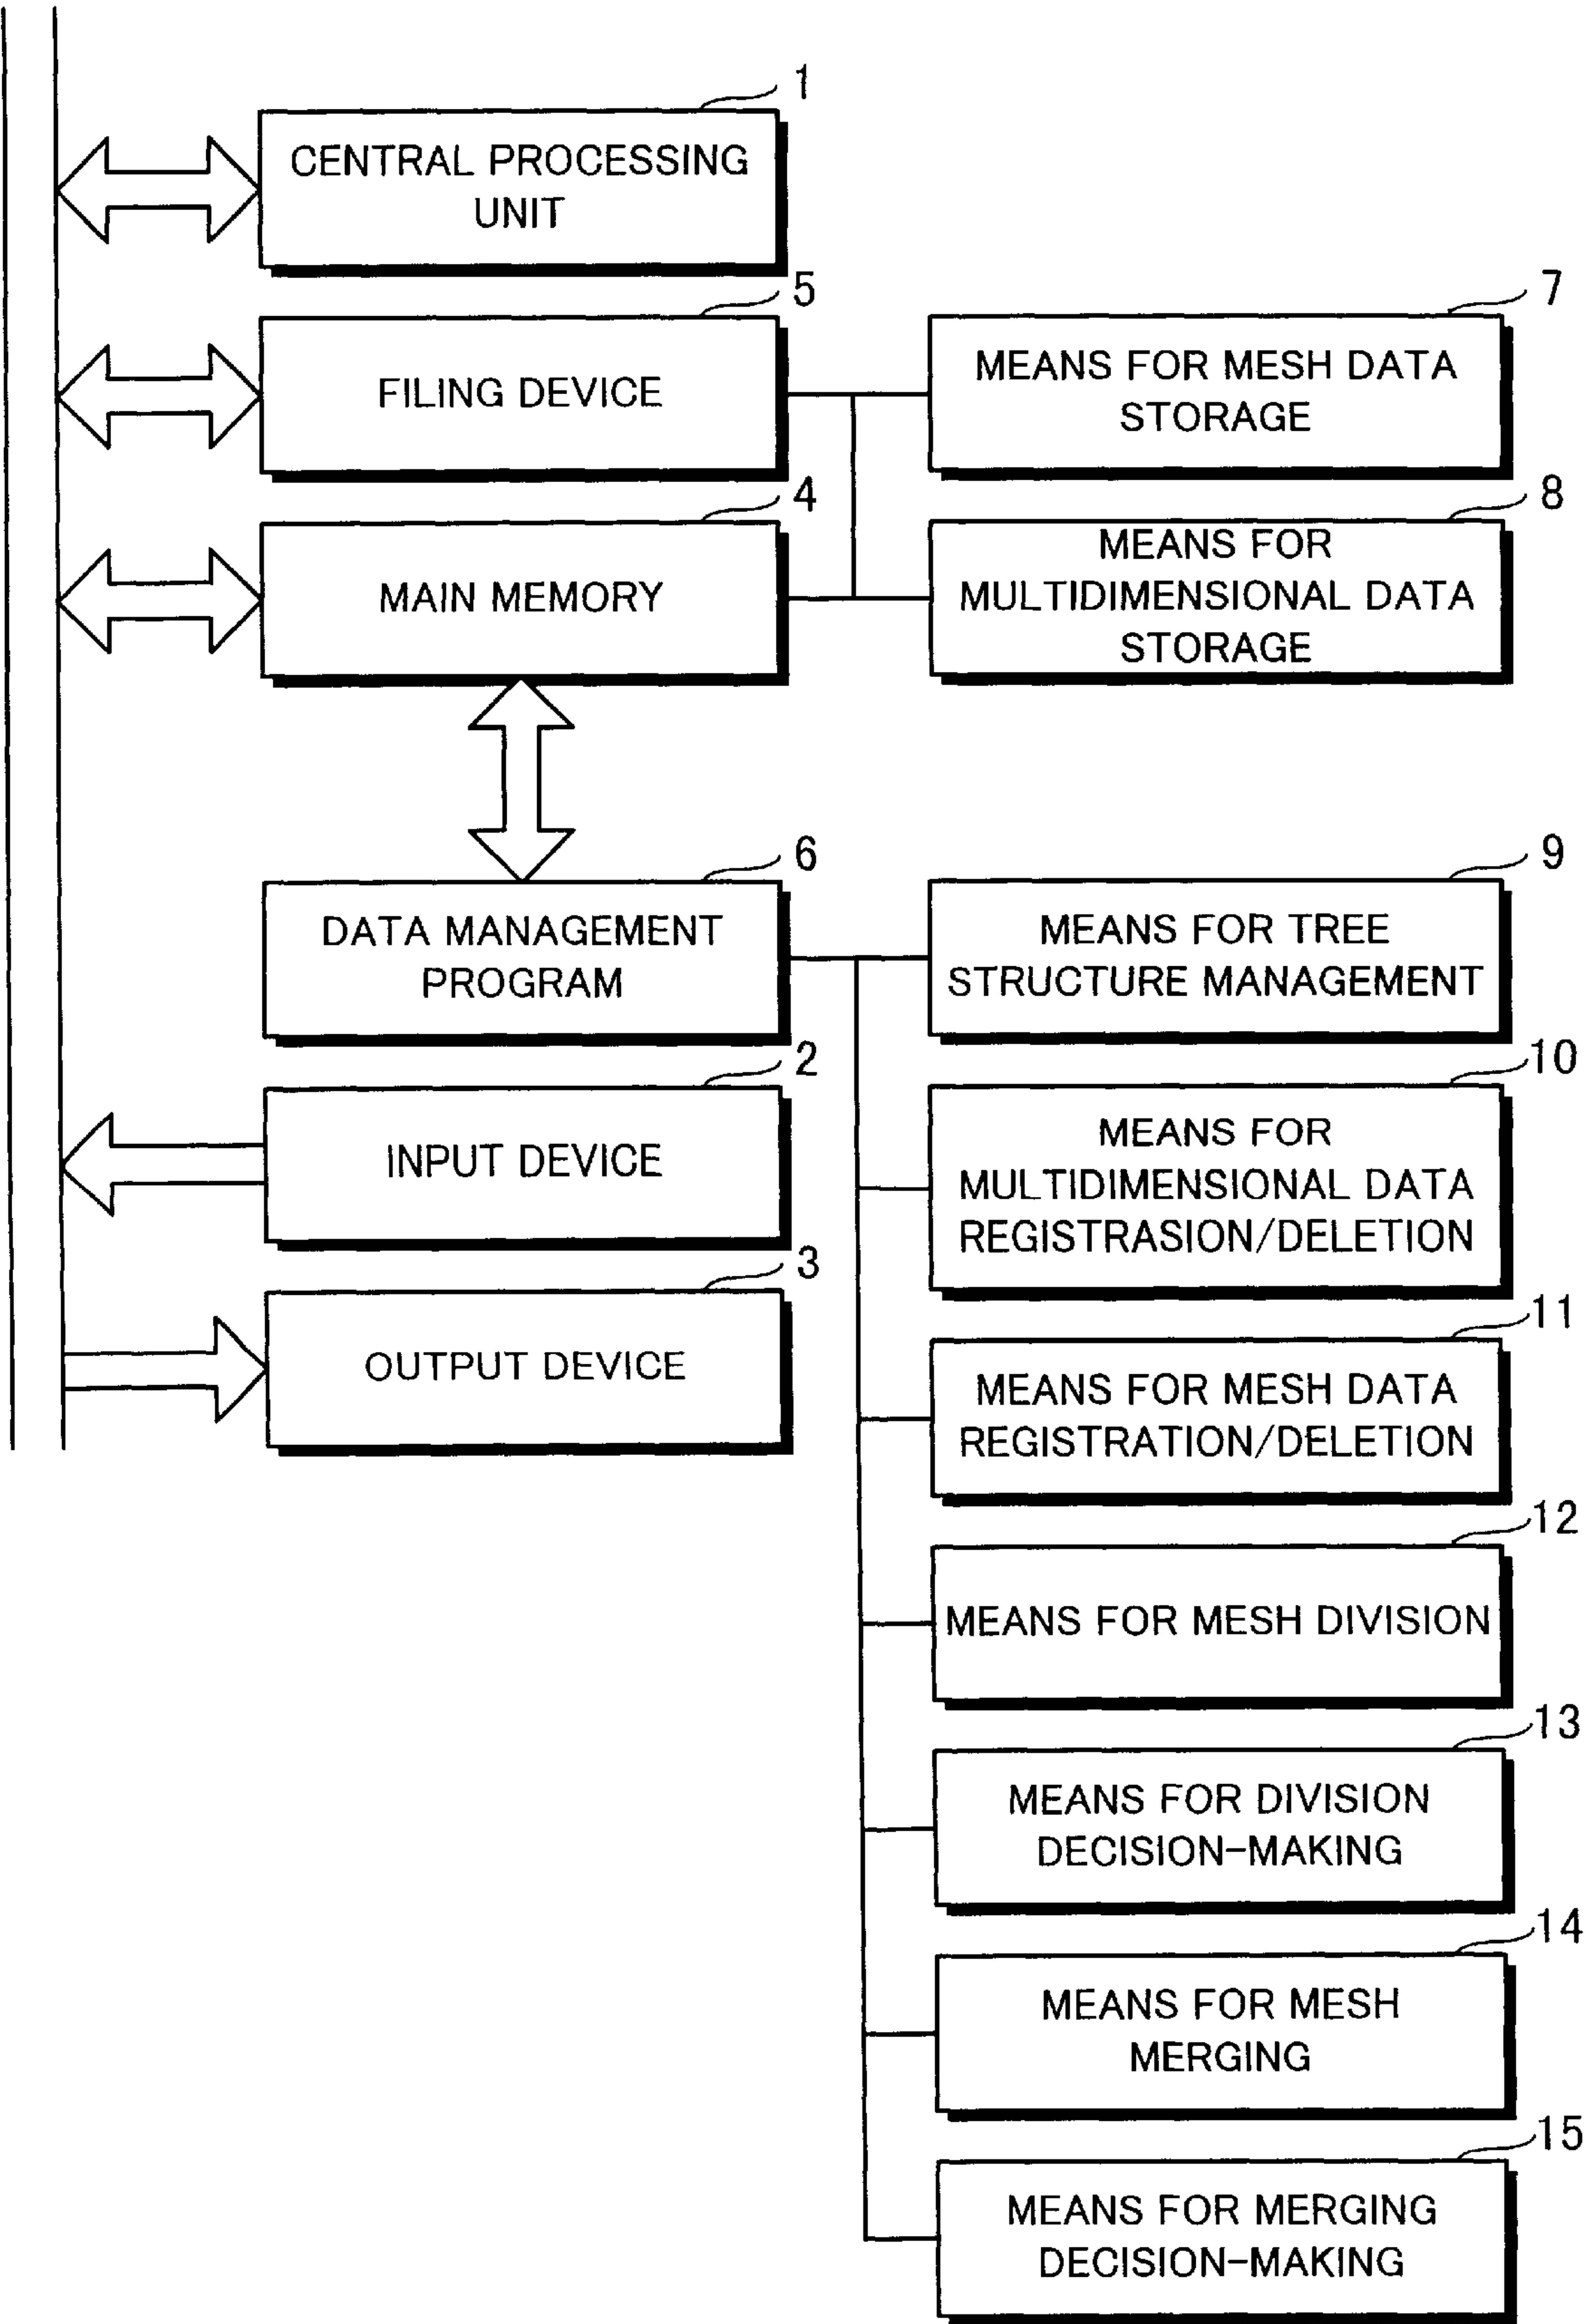 1
CENTRAL PROCESSING
UNIT
5
FILING DEVICE
7
MEANS FOR MESH DATA
STORAGE
4
MAIN MEMORY
8
MEANS FOR
MULTIDIMENSIONAL DATA
STORAGE
6
DATA MANAGEMENT
PROGRAM
9
MEANS FOR TREE
STRUCTURE MANAGEMENT
2
INPUT DEVICE
10
MEANS FOR
MULTIDIMENSIONAL DATA
REGISTRASION/DELETION
3
OUTPUT DEVICE
11
MEANS FOR MESH DATA
REGISTRATION/DELETION
12
MEANS FOR MESH DIVISION
13
MEANS FOR DIVISION
DECISION-MAKING
14
MEANS FOR MESH
MERGING
15
MEANS FOR MERGING
DECISION-MAKING